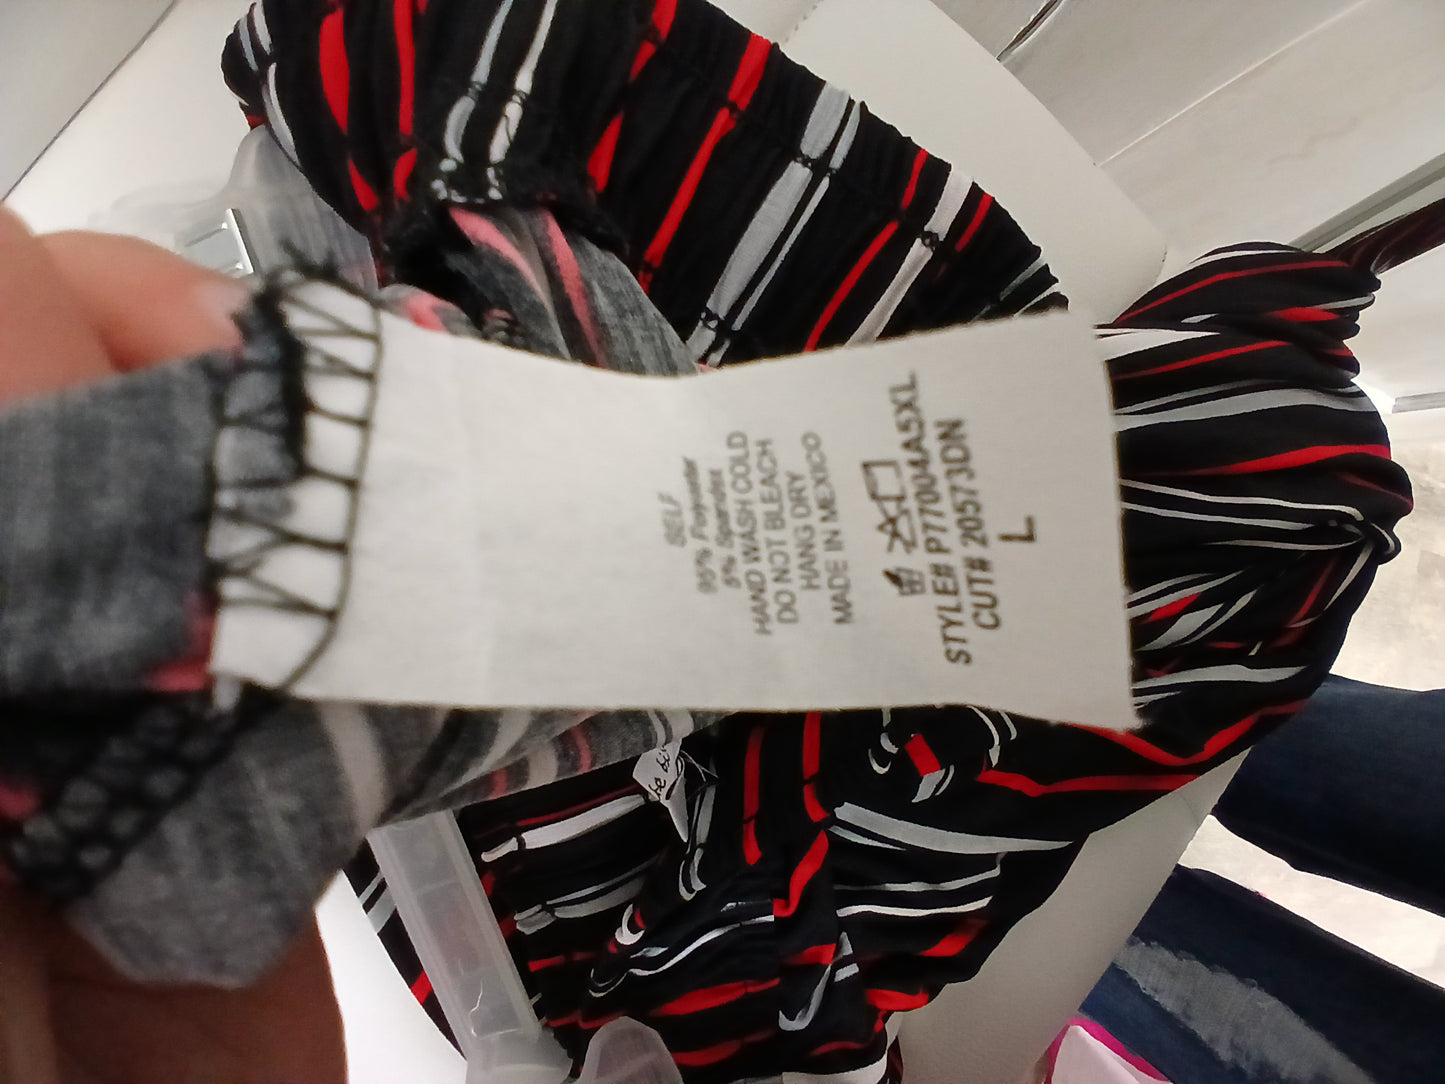 SELF
95% Polyester
5% Spandex
HAND WASH COLD
DO NOT BLEACH
HANG DRY
MADE IN MEXICO
STYLE# P77004A5XL
CUT# 20573DN
L